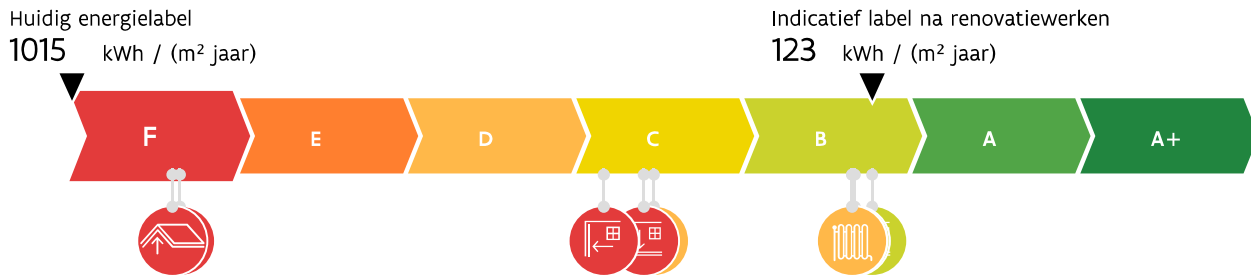 Huidig energielabel
1015 kWh / (m² jaar)
Indicatief label na renovatiewerken
123 kWh / (m² jaar)
F E D C B A A+